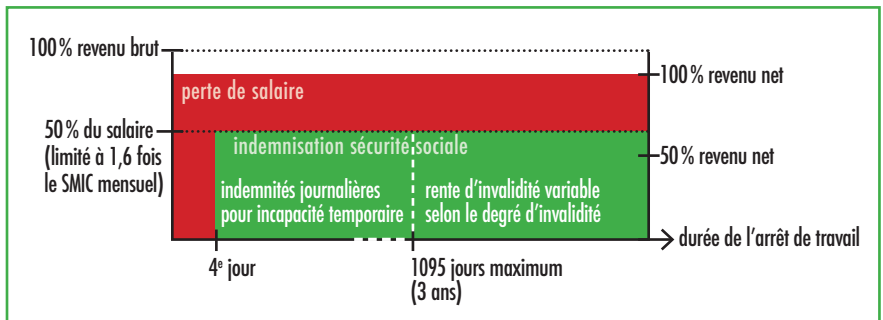 100 % revenu brut
100 % revenu net
perte de salaire
50 % du salaire
(limité à 1,6 fois
le SMIC mensuel)
indemnisation sécurité sociale
50 % revenu net
indemnités journalières
pour incapacité temporaire
rente d’invalidité variable
selon le degré d’invalidité
durée de l’arrêt de travail
4e jour
1095 jours maximum
(3 ans)